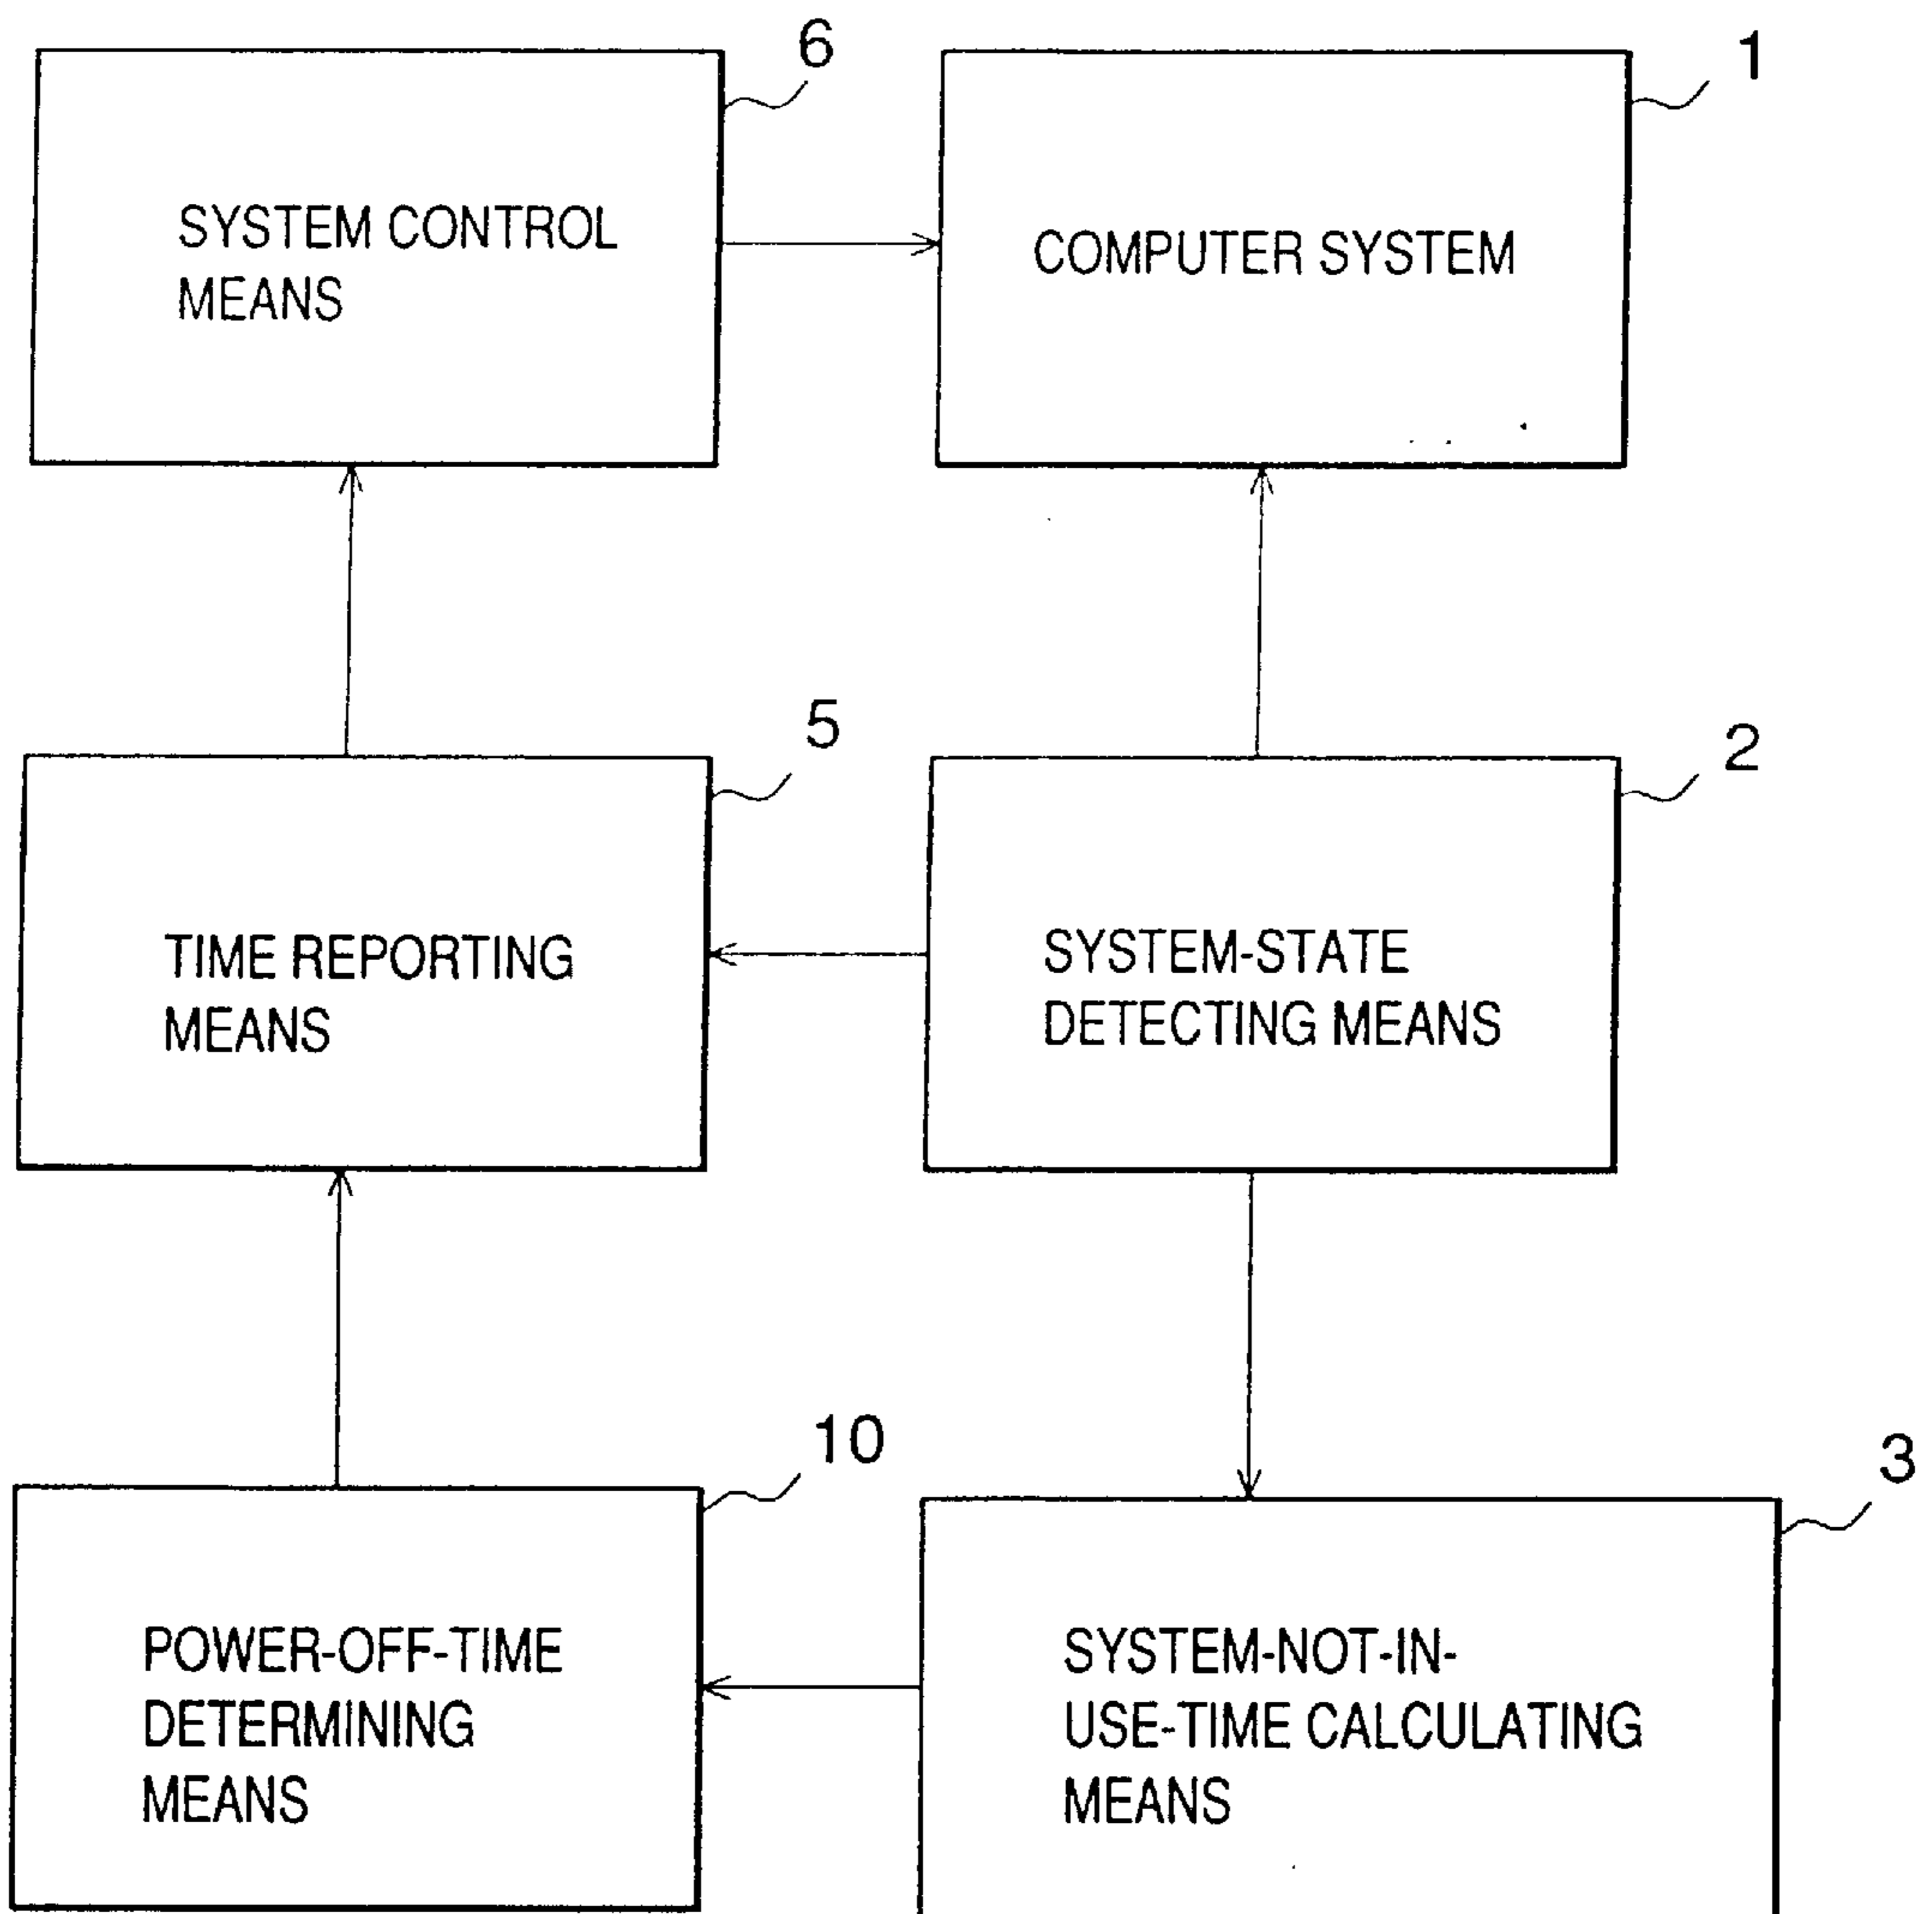 6
1
SYSTEM CONTROL
MEANS
COMPUTER SYSTEM
5
2
TIME REPORTING
MEANS
SYSTEM-STATE
DETECTING MEANS
10
3
POWER-OFF-TIME
DETERMINING
MEANS
SYSTEM-NOT-IN-
USE-TIME CALCULATING
MEANS